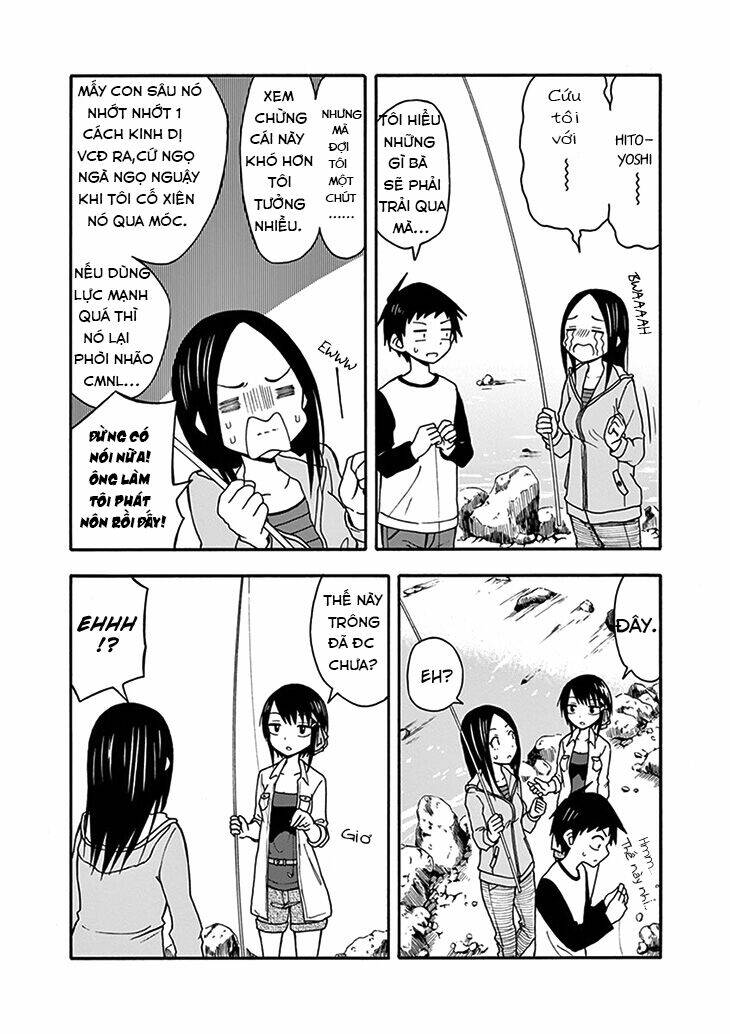 HITO-
YOSHI
~
Cứu
tôi
với
~
BWAAAAH
TÔI HIỂU
NHỮNG
GÌ BÀ
SẼ PHẢI
TRẢI QUA
MÀ...
NHƯNG
MÀ
ĐỢI
TÔI
MỘT
CHÚT
......
XEM
CHỪNG
CÁI NÀY
KHÓ HƠN
TÔI
TƯỞNG
NHIỀU.
MẤY CON SÂU NÓ
NHỚT NHỚT 1
CÁCH KINH DỊ
VCĐ RA,CỨ NGỌ
NGÀ NGỌ NGUẬY
KHI TÔI CỐ XIÊN
NÓ QUA MÓC.
NẾU DÙNG
LỰC MẠNH
QUÁ THÌ
NÓ LẠI
PHỞI NHÃO
CMNL...
EWWW
ĐỪNG CÓ
NÓI NỮA!
ÔNG LÀM
TÔI PHÁT
NÔN RỒI ĐẤY!
ĐÂY.
EH?
Hmm.
Thế này nhỉ...
THẾ NÀY
TRÔNG
ĐÃ ĐC
CHƯA?
Giơ
EHHH
!?